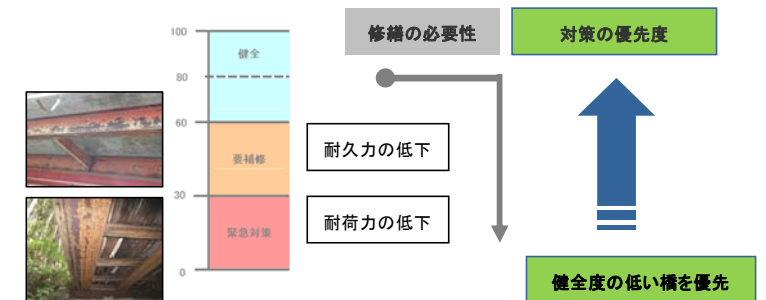 修繕の必要性
対策の優先度
100
健全
80
60
要補修
耐久力の低下
30
耐荷力の低下
緊急対策
0
健全度の低い橋を優先